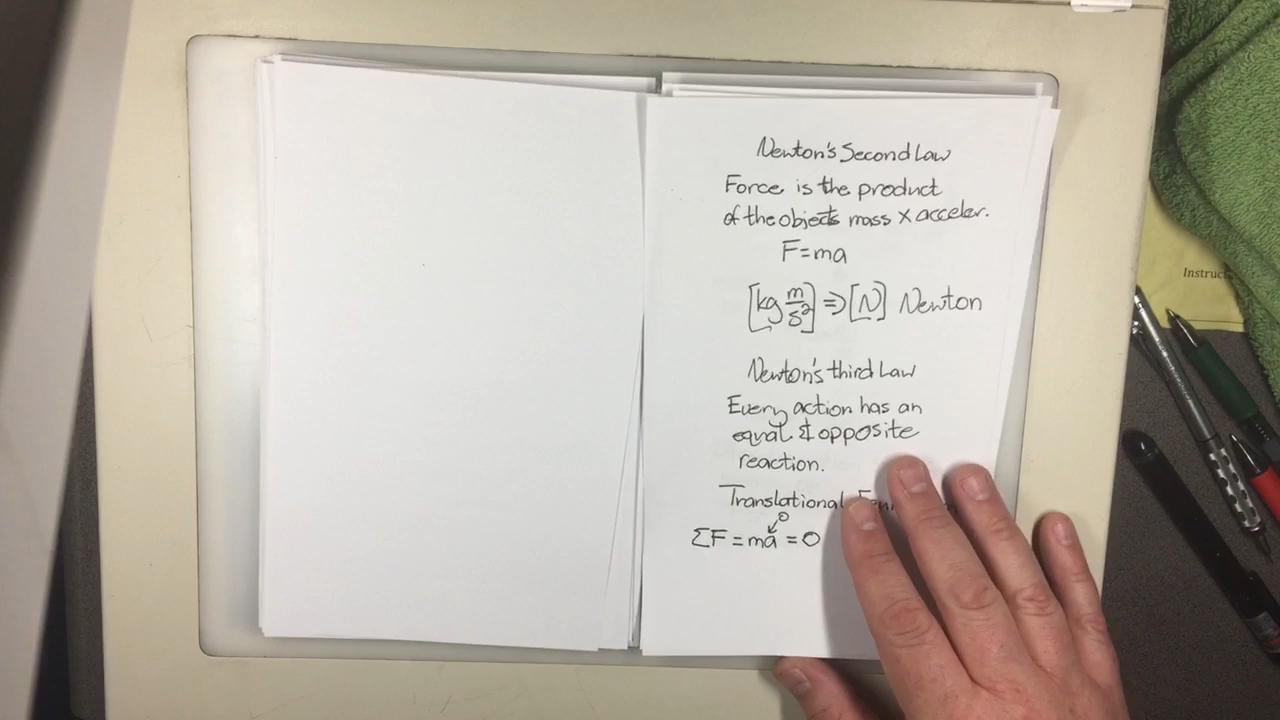 Newton's Second Law
Force is the product
of the objects mass x acceler.
F=ma
[kg m/s²] ⇒ [N] Newton
Newton's third Law
Every action has an
equal & opposite
reaction.
Translational
0
ΣF = ma = 0